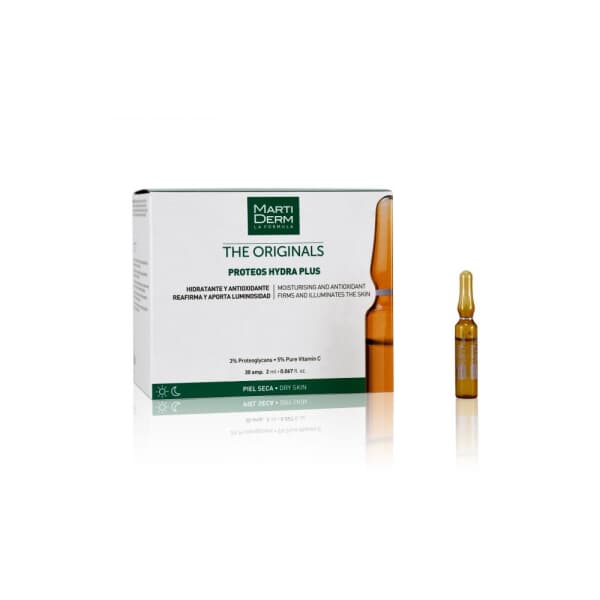 MARTI
DERM
LA FORMULA
THE ORIGINALS
PROTEOS HYDRA PLUS
HIDRATANTE Y ANTIOXIDANTE
REAFIRMA Y APORTA LUMINOSIDAD
MOISTURISING AND ANTIOXIDANT
FIRMS AND ILLUMINATES THE SKIN
3% Proteoglycans • 5% Pure Vitamin C
30 amp. 2 ml • 0.067 fl. oz.
PIEL SECA • DRY SKIN